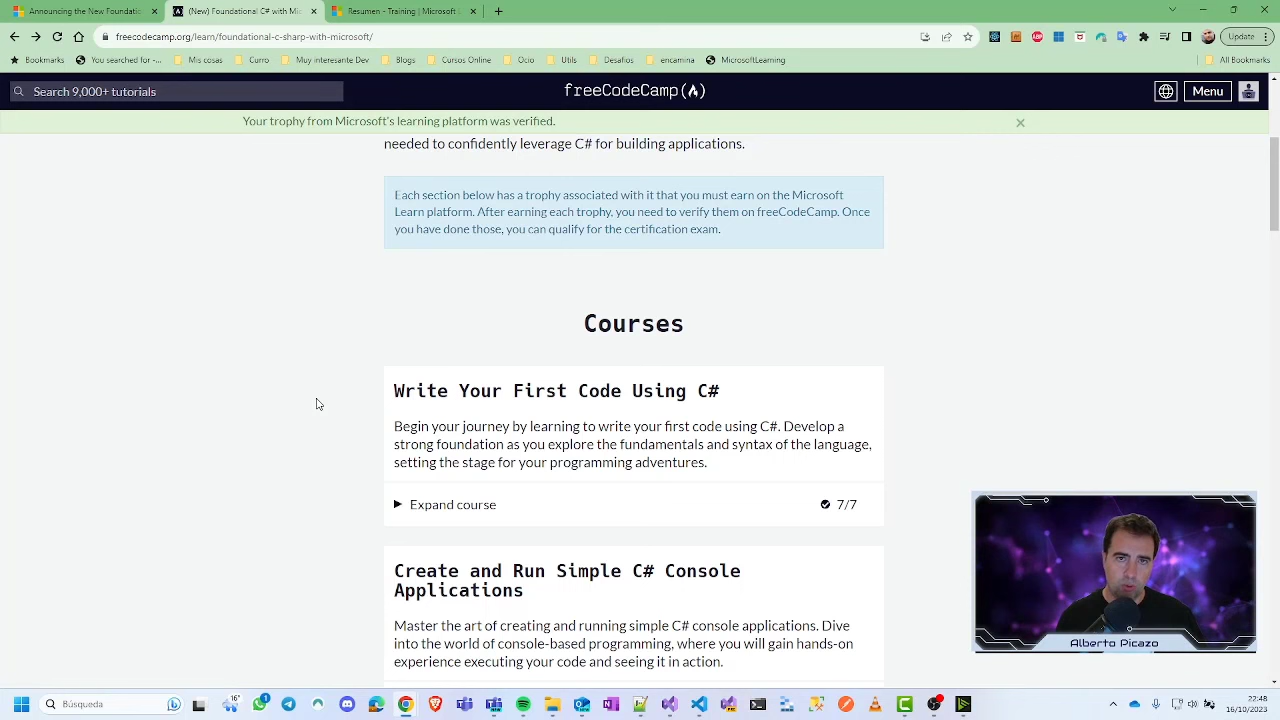 Announcing the New Foundatio
(New) Foundational C# with Mic
Resumen - Training | Microsoft
freecodecamp.org/learn/foundational-c-sharp-with-microsoft/
Update
Bookmarks
You searched for -...
Mis cosas
Curro
Muy interesante Dev
Blogs
Cursos Online
Ocio
Utils
Desafios
encamina
MicrosoftLearning
All Bookmarks
Search 9,000+ tutorials
freeCodeCamp
Menu
Your trophy from Microsoft's learning platform was verified.
needed to confidently leverage C# for building applications.
Each section below has a trophy associated with it that you must earn on the Microsoft
Learn platform. After earning each trophy, you need to verify them on freeCodeCamp. Once
you have done those, you can qualify for the certification exam.
Courses
Write Your First Code Using C#
Begin your journey by learning to write your first code using C#. Develop a
strong foundation as you explore the fundamentals and syntax of the language,
setting the stage for your programming adventures.
Expand course
7/7
Create and Run Simple C# Console
Applications
Master the art of creating and running simple C# console applications. Dive
into the world of console-based programming, where you will gain hands-on
experience executing your code and seeing it in action.
Alberto Picazo
Búsqueda
16°
1
22:48
16/10/2023